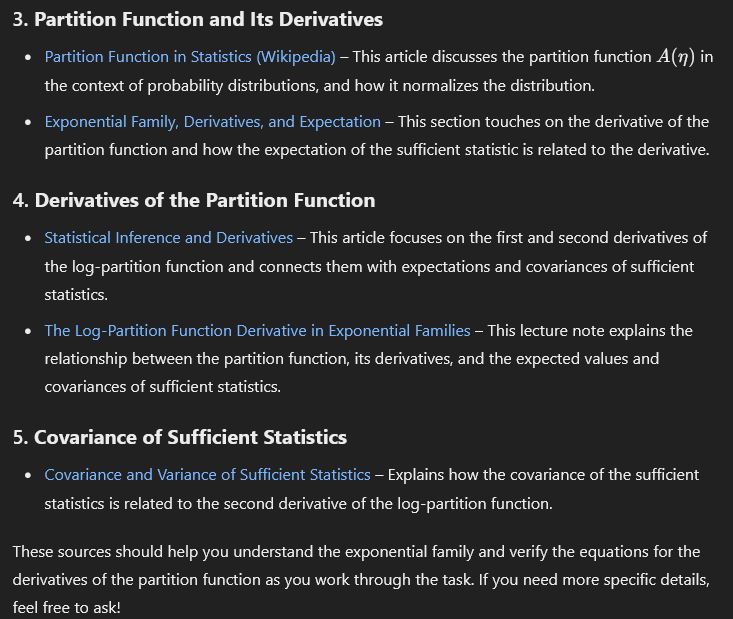 3. Partition Function and Its Derivatives
• Partition Function in Statistics (Wikipedia) – This article discusses the partition function A(η) in
the context of probability distributions, and how it normalizes the distribution.
• Exponential Family, Derivatives, and Expectation – This section touches on the derivative of the
partition function and how the expectation of the sufficient statistic is related to the derivative.
4. Derivatives of the Partition Function
• Statistical Inference and Derivatives – This article focuses on the first and second derivatives of
the log-partition function and connects them with expectations and covariances of sufficient
statistics.
• The Log-Partition Function Derivative in Exponential Families – This lecture note explains the
relationship between the partition function, its derivatives, and the expected values and
covariances of sufficient statistics.
5. Covariance of Sufficient Statistics
• Covariance and Variance of Sufficient Statistics – Explains how the covariance of the sufficient
statistics is related to the second derivative of the log-partition function.
These sources should help you understand the exponential family and verify the equations for the
derivatives of the partition function as you work through the task. If you need more specific details,
feel free to ask!